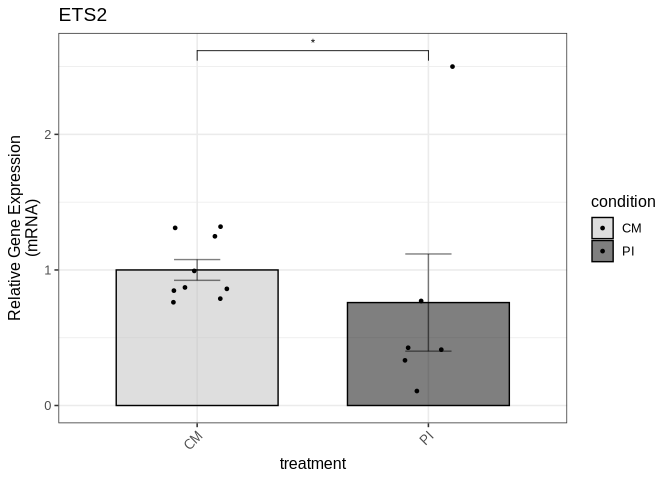 ETS2
*
Relative Gene Expression
(mRNA)
2
1
0
CM
PI
treatment
condition
CM
PI